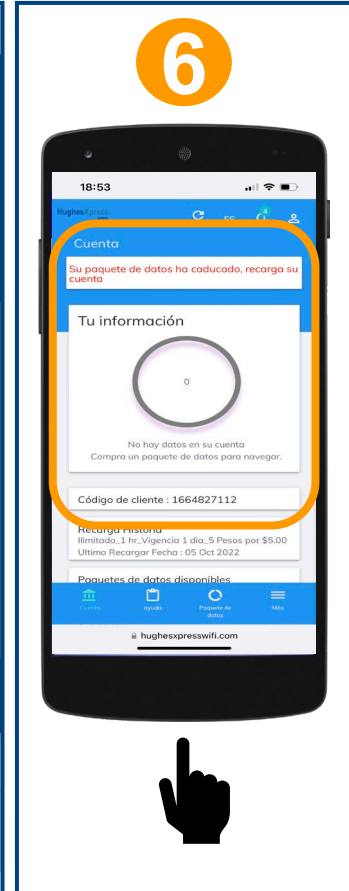 6
18:53
HughesXpress
ES
4
Cuenta
Su paquete de datos ha caducado, recarga su
cuenta
Tu información
0
No hay datos en su cuenta
Compra un paquete de datos para navegar.
Código de cliente : 1664827112
Recarga Historia
Ilimitado_1 hr_Vigencia 1 dia_5 Pesos por $5.00
Ultimo Recargar Fecha : 05 Oct 2022
Paquetes de datos disponibles
Cuenta
ayuda
Paquete de
datos
Más
hughesxpresswifi.com